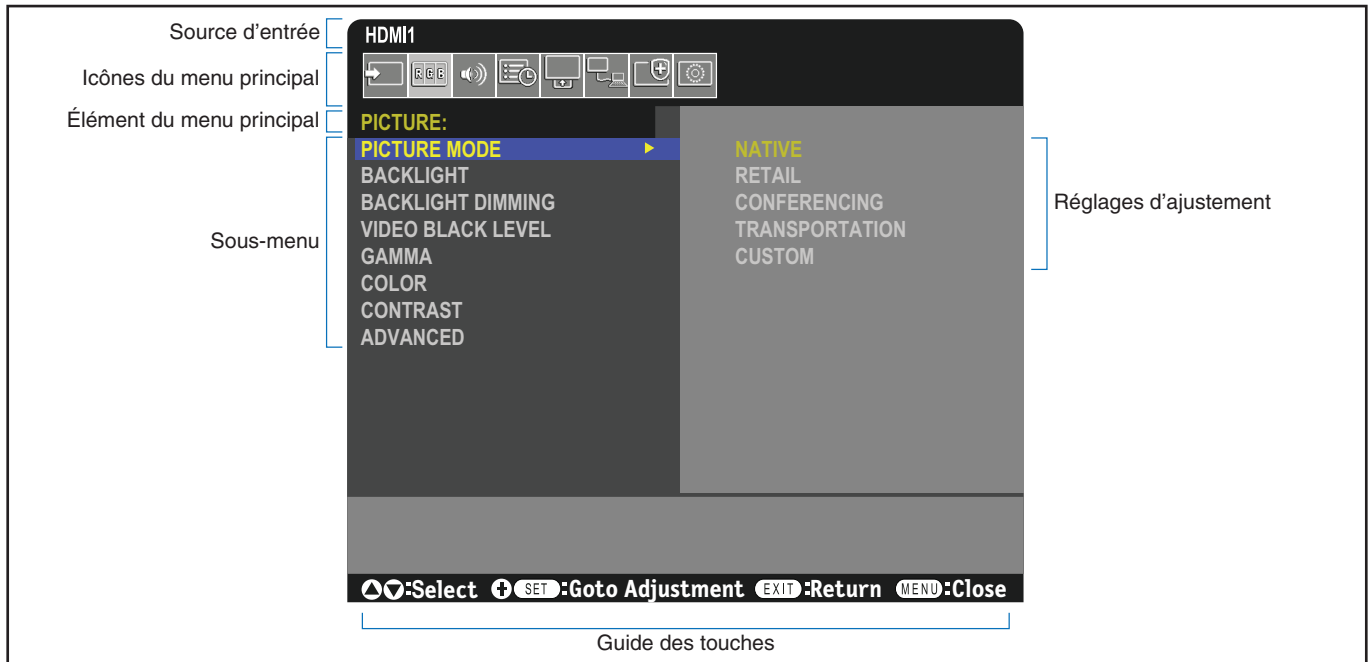 Source d'entrée
HDMI1
Icônes du menu principal
RGB
Élément du menu principal
PICTURE:
PICTURE MODE
NATIVE
BACKLIGHT
RETAIL
BACKLIGHT DIMMING
CONFERENCING
Réglages d'ajustement
VIDEO BLACK LEVEL
TRANSPORTATION
Sous-menu
GAMMA
CUSTOM
COLOR
CONTRAST
ADVANCED
:Select SET:Goto Adjustment EXIT:Return MENU:Close
Guide des touches